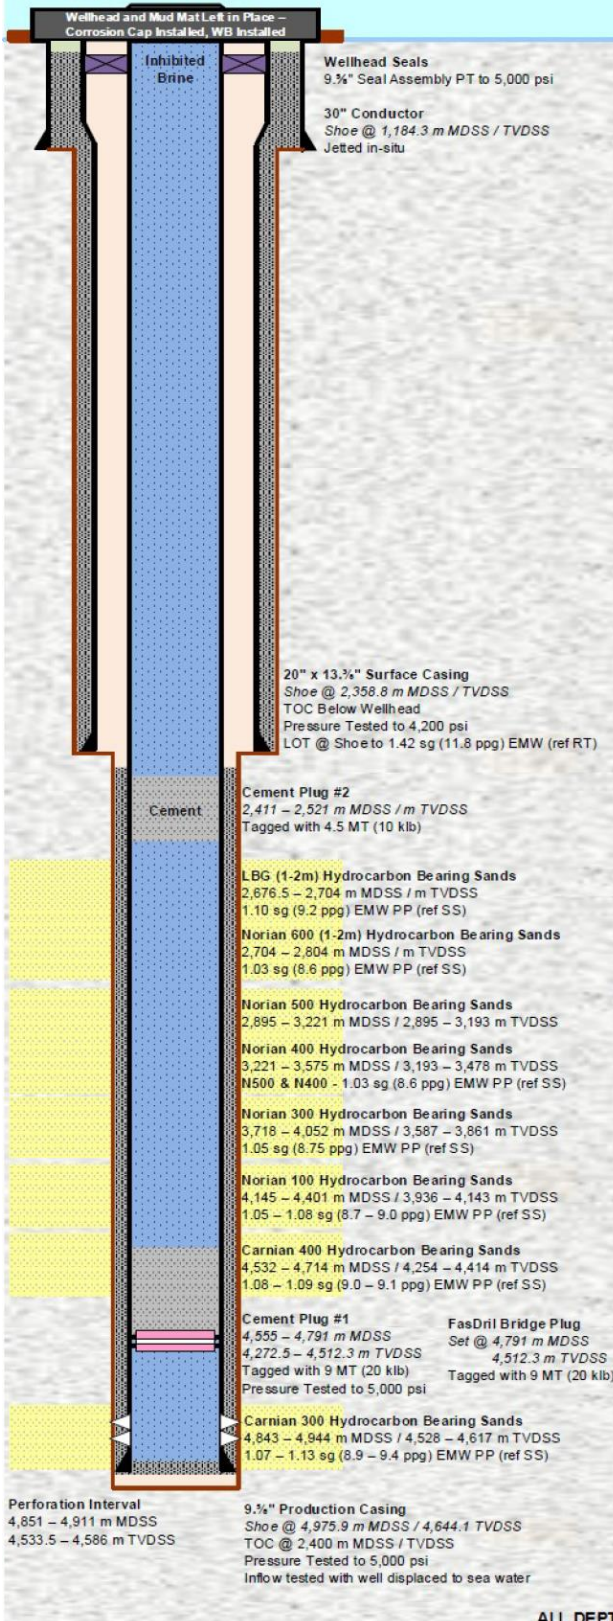 Wellhead and Mud Mat Left in Place –
Corrosion Cap Installed, WB Installed
Inhibited
Brine
Wellhead Seals
9.⅝" Seal Assembly PT to 5,000 psi
30" Conductor
Shoe @ 1,184.3 m MDSS / TVDSS
Jetted in-situ
20" x 13.⅜" Surface Casing
Shoe @ 2,358.8 m MDSS / TVDSS
TOC Below Wellhead
Pressure Tested to 4,200 psi
LOT @ Shoe to 1.42 sg (11.8 ppg) EMW (ref RT)
Cement
Cement Plug #2
2,411 – 2,521 m MDSS / m TVDSS
Tagged with 4.5 MT (10 klb)
LBG (1-2m) Hydrocarbon Bearing Sands
2,676.5 – 2,704 m MDSS / m TVDSS
1.10 sg (9.2 ppg) EMW PP (ref SS)
Norian 600 (1-2m) Hydrocarbon Bearing Sands
2,704 – 2,804 m MDSS / m TVDSS
1.03 sg (8.6 ppg) EMW PP (ref SS)
Norian 500 Hydrocarbon Bearing Sands
2,895 – 3,221 m MDSS / 2,895 – 3,193 m TVDSS
Norian 400 Hydrocarbon Bearing Sands
3,221 – 3,575 m MDSS / 3,193 – 3,478 m TVDSS
N500 & N400 - 1.03 sg (8.6 ppg) EMW PP (ref SS)
Norian 300 Hydrocarbon Bearing Sands
3,718 – 4,052 m MDSS / 3,587 – 3,861 m TVDSS
1.05 sg (8.75 ppg) EMW PP (ref SS)
Norian 100 Hydrocarbon Bearing Sands
4,145 – 4,401 m MDSS / 3,936 – 4,143 m TVDSS
1.05 – 1.08 sg (8.7 – 9.0 ppg) EMW PP (ref SS)
Carnian 400 Hydrocarbon Bearing Sands
4,532 – 4,714 m MDSS / 4,254 – 4,414 m TVDSS
1.08 – 1.09 sg (9.0 – 9.1 ppg) EMW PP (ref SS)
Cement Plug #1
4,555 – 4,791 m MDSS
4,272.5 – 4,512.3 m TVDSS
Tagged with 9 MT (20 klb)
Pressure Tested to 5,000 psi
FasDril Bridge Plug
Set @ 4,791 m MDSS
4,512.3 m TVDSS
Tagged with 9 MT (20 klb)
Carnian 300 Hydrocarbon Bearing Sands
4,843 – 4,944 m MDSS / 4,528 – 4,617 m TVDSS
1.07 – 1.13 sg (8.9 – 9.4 ppg) EMW PP (ref SS)
Perforation Interval
4,851 – 4,911 m MDSS
4,533.5 – 4,586 m TVDSS
9.⅝" Production Casing
Shoe @ 4,975.9 m MDSS / 4,644.1 TVDSS
TOC @ 2,400 m MDSS / TVDSS
Pressure Tested to 5,000 psi
Inflow tested with well displaced to sea water
ALL